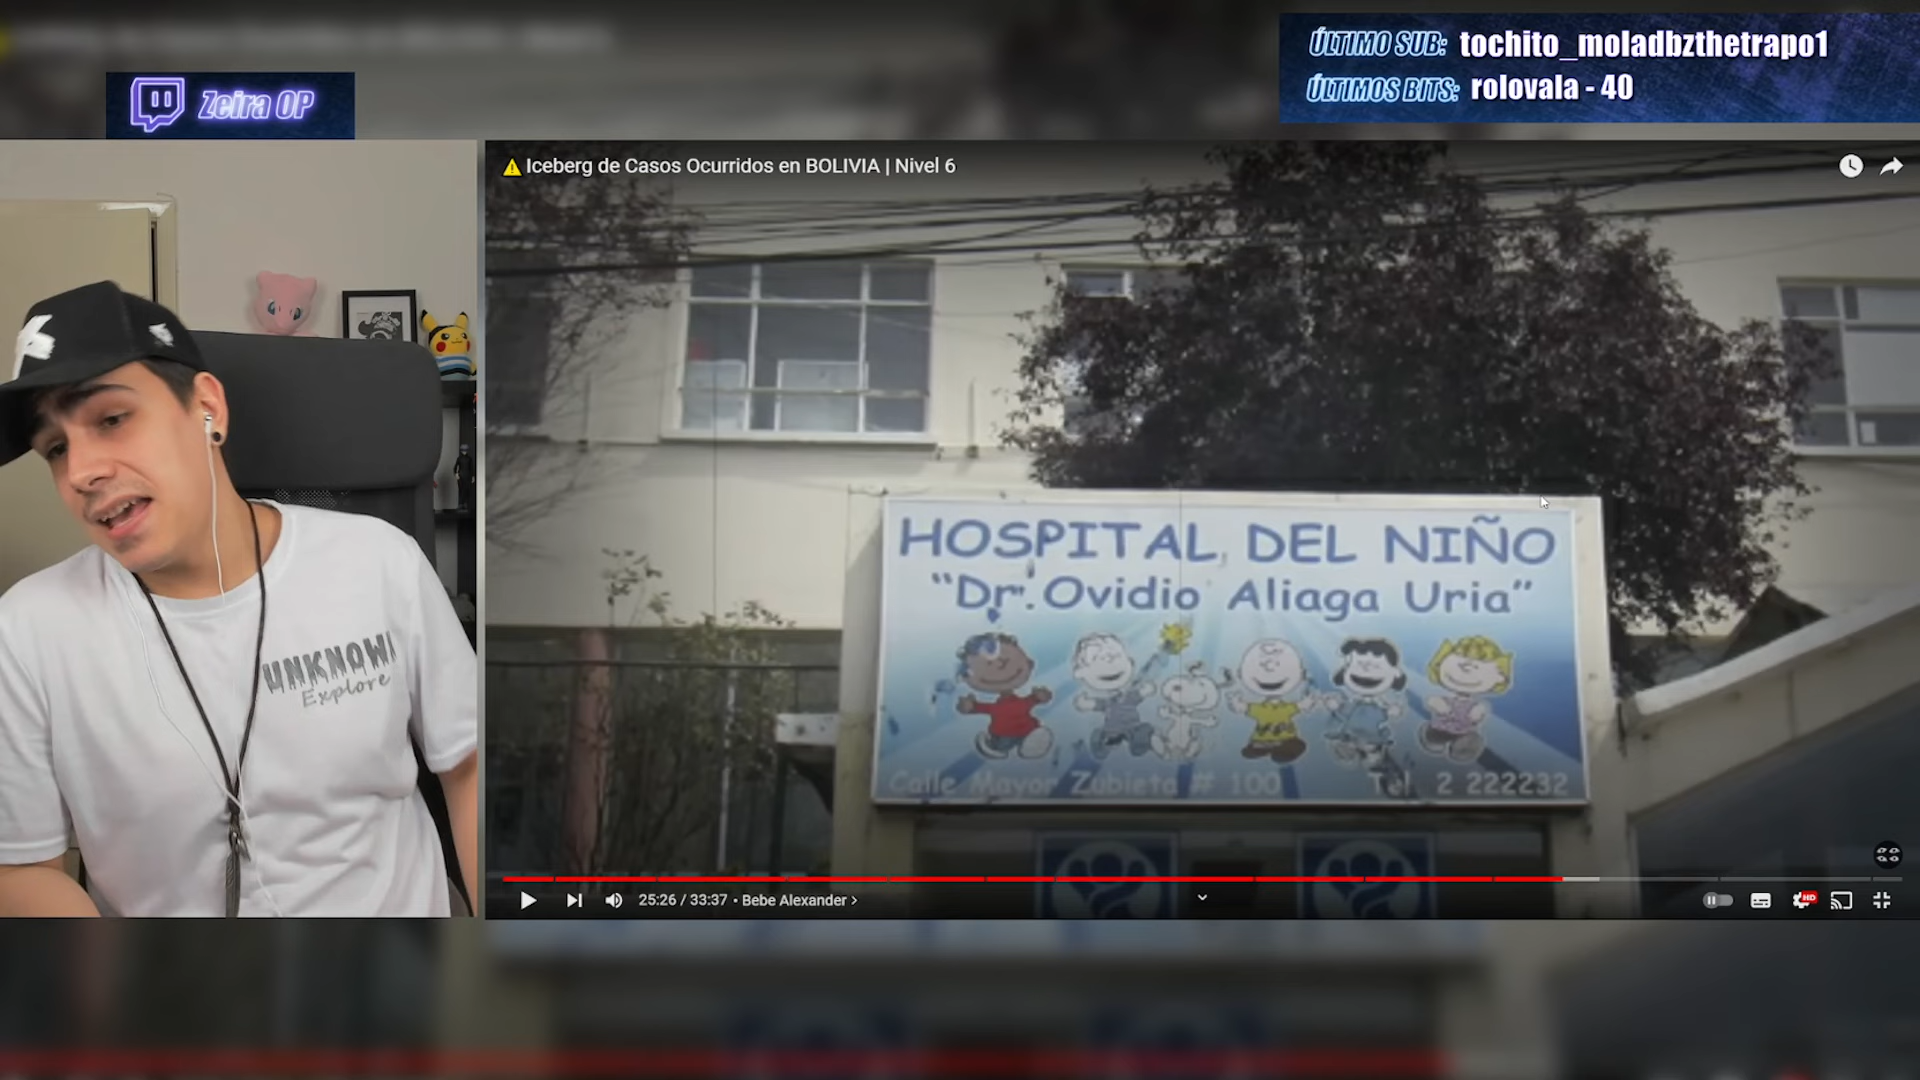 ÚLTIMO SUB: tochito_moladbzthetrapo1
ÚLTIMOS BITS: rolovala - 40
Zeira OP
Iceberg de Casos Ocurridos en BOLIVIA | Nivel 6
HOSPITAL DEL NIÑO
"Dr. Ovidio Aliaga Uria"
Calle Mayor Zubieta # 100 Tel. 2 222232
UNKNOWN
Explore
25:26 / 33:37 • Bebe Alexander >
HD